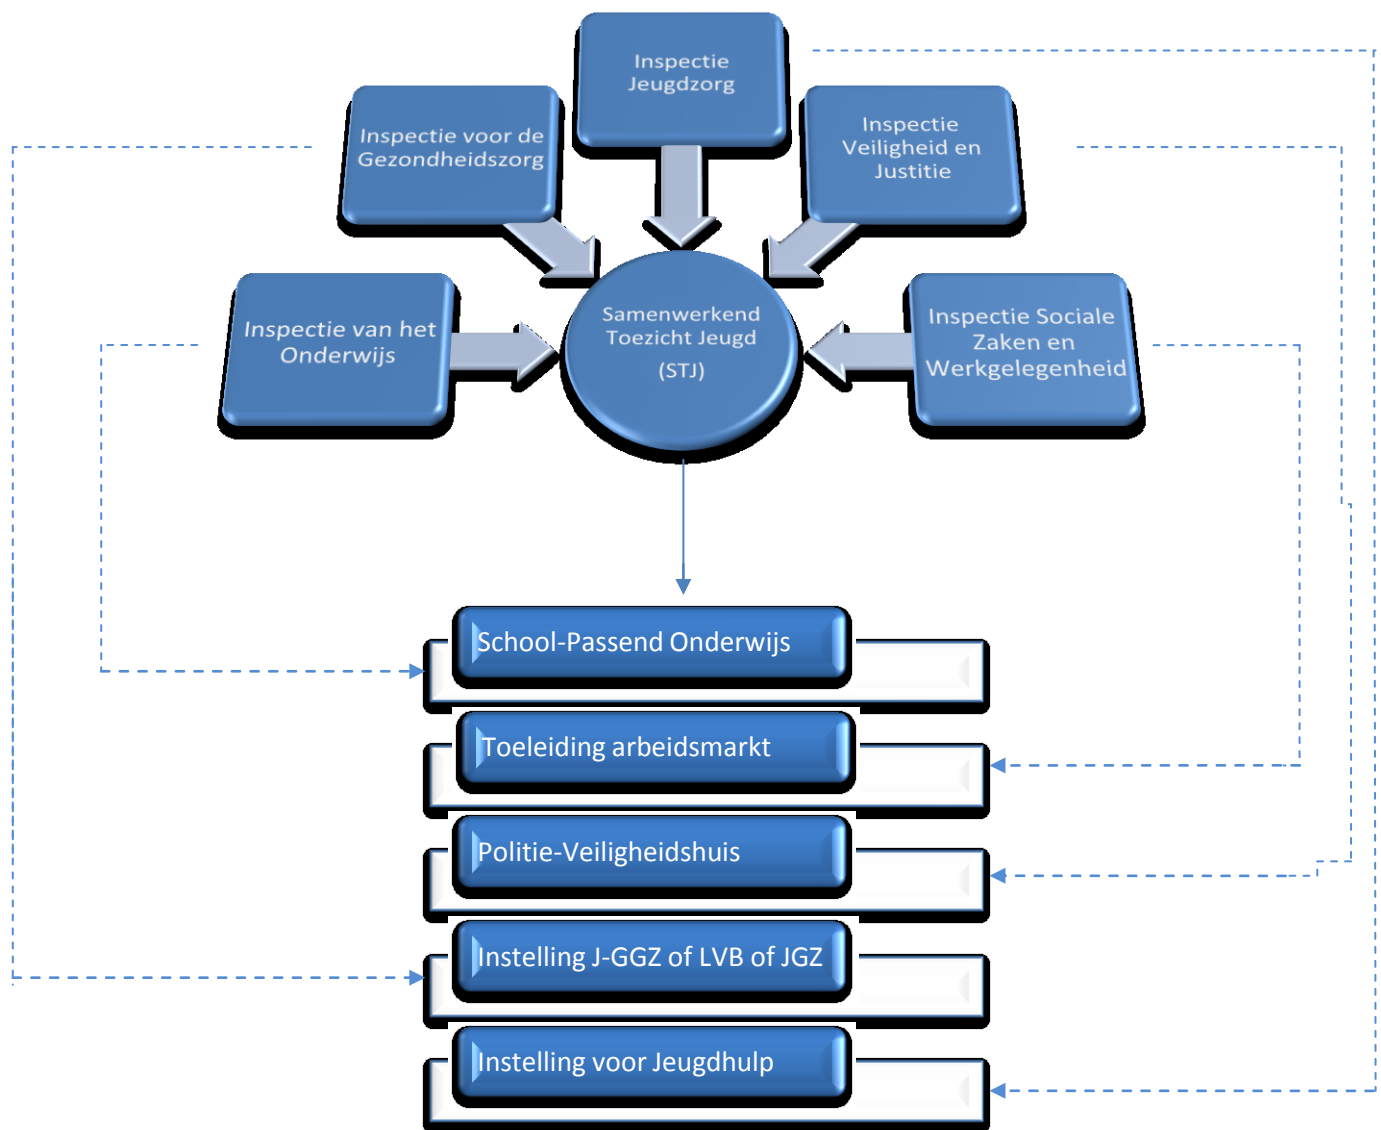 Inspectie
Jeugdzorg
Inspectie voor de
Gezondheidszorg
Inspectie
Veiligheid en
Justitie
Inspectie van het
Onderwijs
Samenwerkend
Toezicht Jeugd
(STJ)
Inspectie Sociale
Zaken en
Werkgelegenheid
School-Passend Onderwijs
Toeleiding arbeidsmarkt
Politie-Veiligheidshuis
Instelling J-GGZ of LVB of JGZ
Instelling voor Jeugdhulp